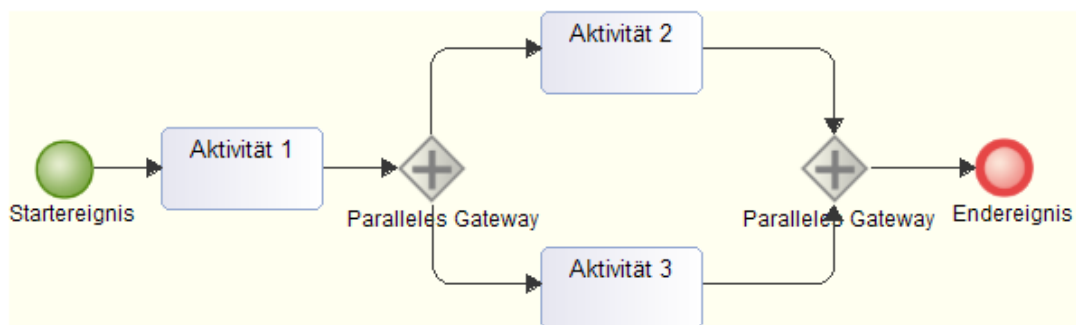 Aktivität 2
Aktivität 1
Startereignis
Paralleles Gateway
Paralleles Gateway
Endereignis
Aktivität 3